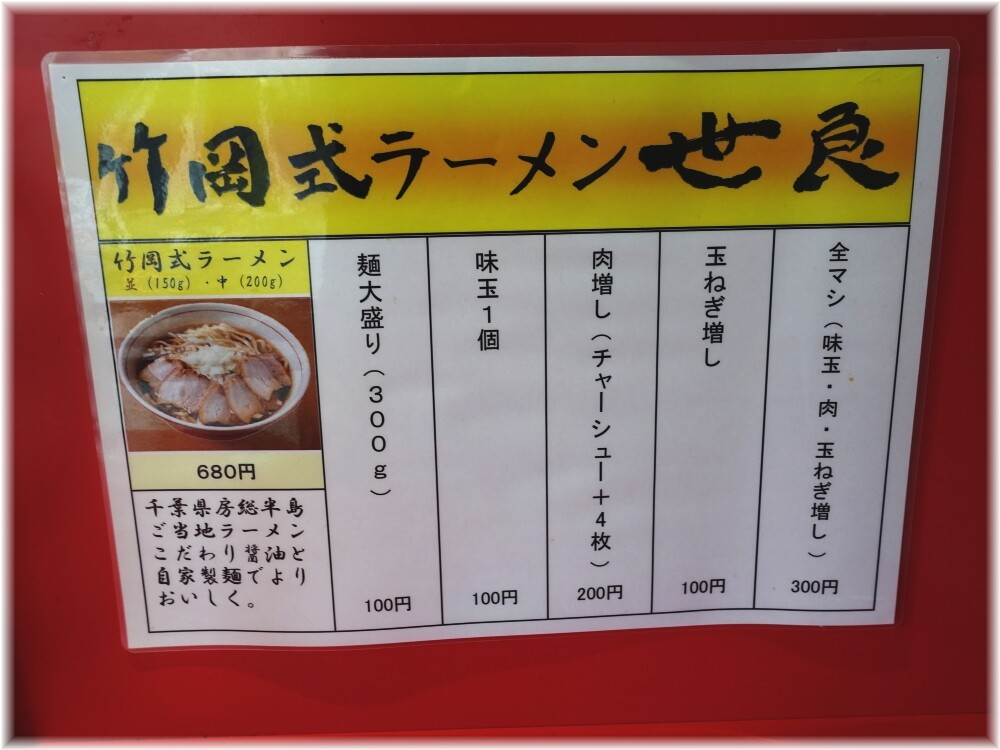 竹岡式ラーメン世良
竹岡式ラーメン
並(150g)・中(200g)
680円
千葉県房総半島
ご当地ラーメン
こだわり醤油と
自家製麺でより
おいしく。
麺大盛り(300g)
100円
味玉1個
100円
肉増し(チャーシュー+4枚)
200円
玉ねぎ増し
100円
全マシ(味玉・肉・玉ねぎ増し)
300円